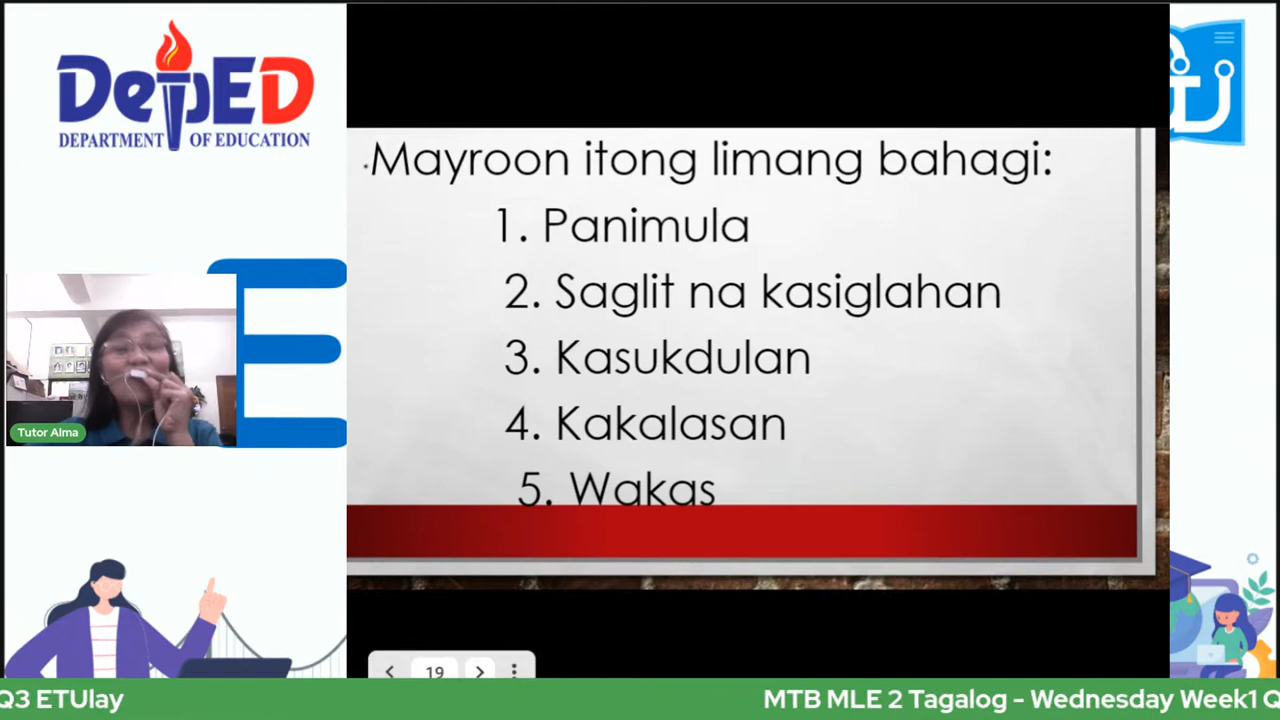 DepED
DEPARTMENT OF EDUCATION
Mayroon itong limang bahagi:
1. Panimula
2. Saglit na kasiglahan
3. Kasukdulan
4. Kakalasan
5. Wakas
Tutor Alma
19
Q3 ETUlay
MTB MLE 2 Tagalog - Wednesday Week1 Q